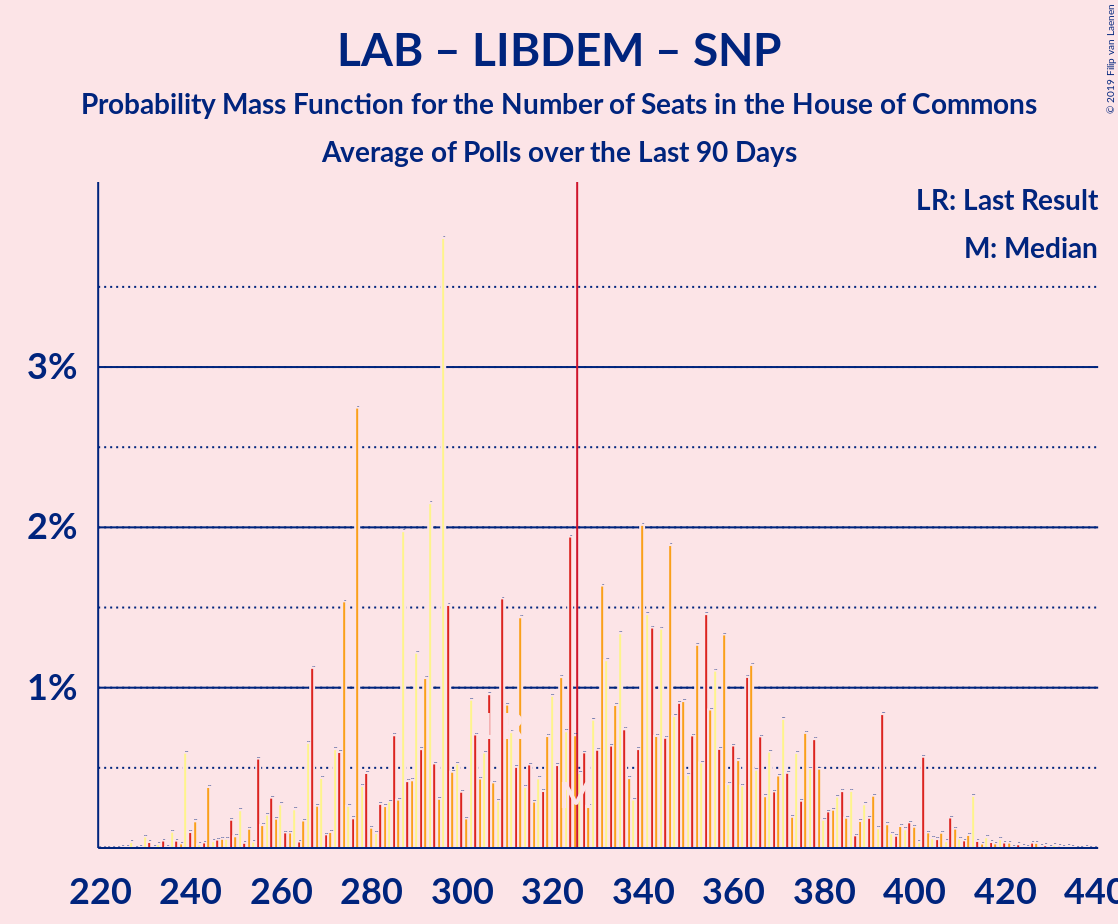 LAB – LIBDEM – SNP
Probability Mass Function for the Number of Seats in the House of Commons
Average of Polls over the Last 90 Days
© 2019 Filip van Laenen
LR: Last Result
M: Median
3%
2%
1%
LR
M
220 240 260 280 300 320 340 360 380 400 420 440